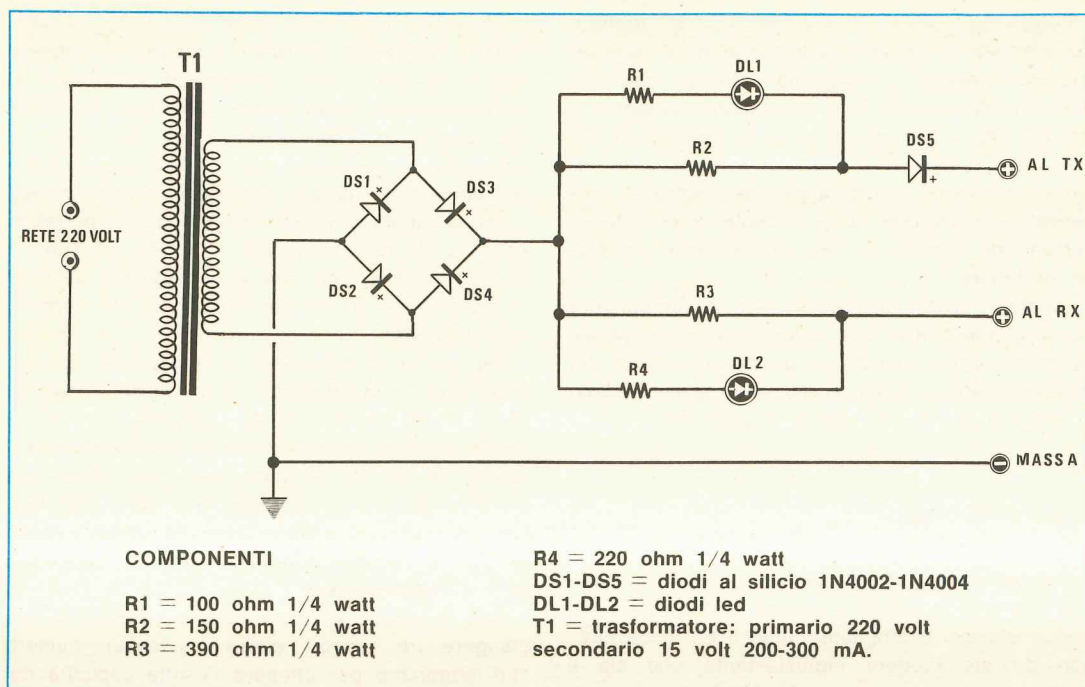 T1
RETE 220 VOLT
DS1
DS3
DS2
DS4
R1
DL1
R2
DS5
+
AL TX
R3
AL RX
R4
DL2
MASSA
COMPONENTI
R1 = 100 ohm 1/4 watt
R2 = 150 ohm 1/4 watt
R3 = 390 ohm 1/4 watt
R4 = 220 ohm 1/4 watt
DS1-DS5 = diodi al silicio 1N4002-1N4004
DL1-DL2 = diodi led
T1 = trasformatore: primario 220 volt
secondario 15 volt 200-300 mA.